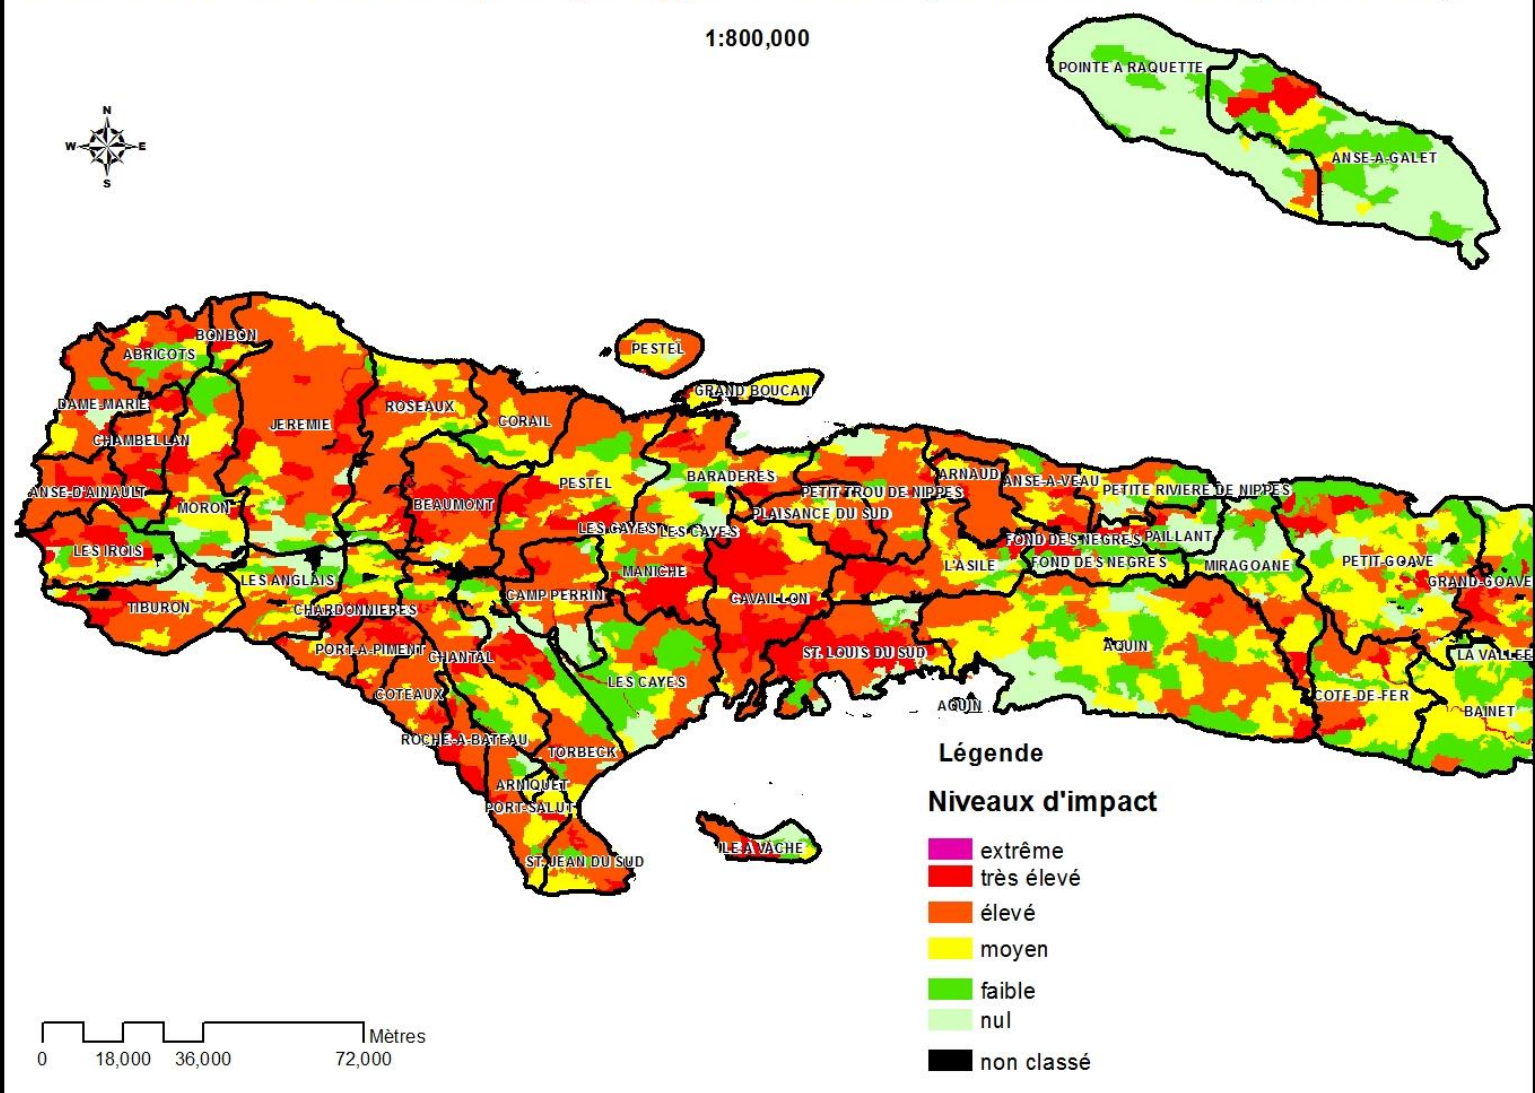 1:800,000
POINTE A RAQUETTE
ANSE-A-GALET
N
W
E
S
BONBON
ABRICOTS
PESTEL
GRAND BOUCAN
DAME-MARIE
ROSEAUX
JEREMIE
CORAIL
CHAMBELLAN
ANSE-D'AINAULT
BEAUMONT
PESTEL
BARADERES
ARNAUD
ANSE-A-VEAU
PETITE RIVIERE DE NIPPES
PETIT TROU DE NIPPES
MORON
PLAISANCE DU SUD
LES CAYES
LES CAYES
FOND DES NEGRES
PAILLANT
LES IROIS
FOND DES NEGRES
MIRAGOANE
PETIT-GOAVE
GRAND-GOAVE
LES ANGLAIS
MANICHE
L'ASILE
TIBURON
CHARDONNIERES
CAMP PERRIN
CAVAILLON
PORT-A-PIMENT
CHANTAL
ST. LOUIS DU SUD
AQUIN
LA VALLEE
COTEAUX
LES CAYES
COTE-DE-FER
AQUIN
BAINET
ROCHE-A-BATEAU
TORBECK
ARNIQUET
PORT-SALUT
ILE A VACHE
ST. JEAN DU SUD
Légende
Niveaux d'impact
extrême
très élevé
élevé
moyen
faible
nul
non classé
Mètres
0 18,000 36,000 72,000